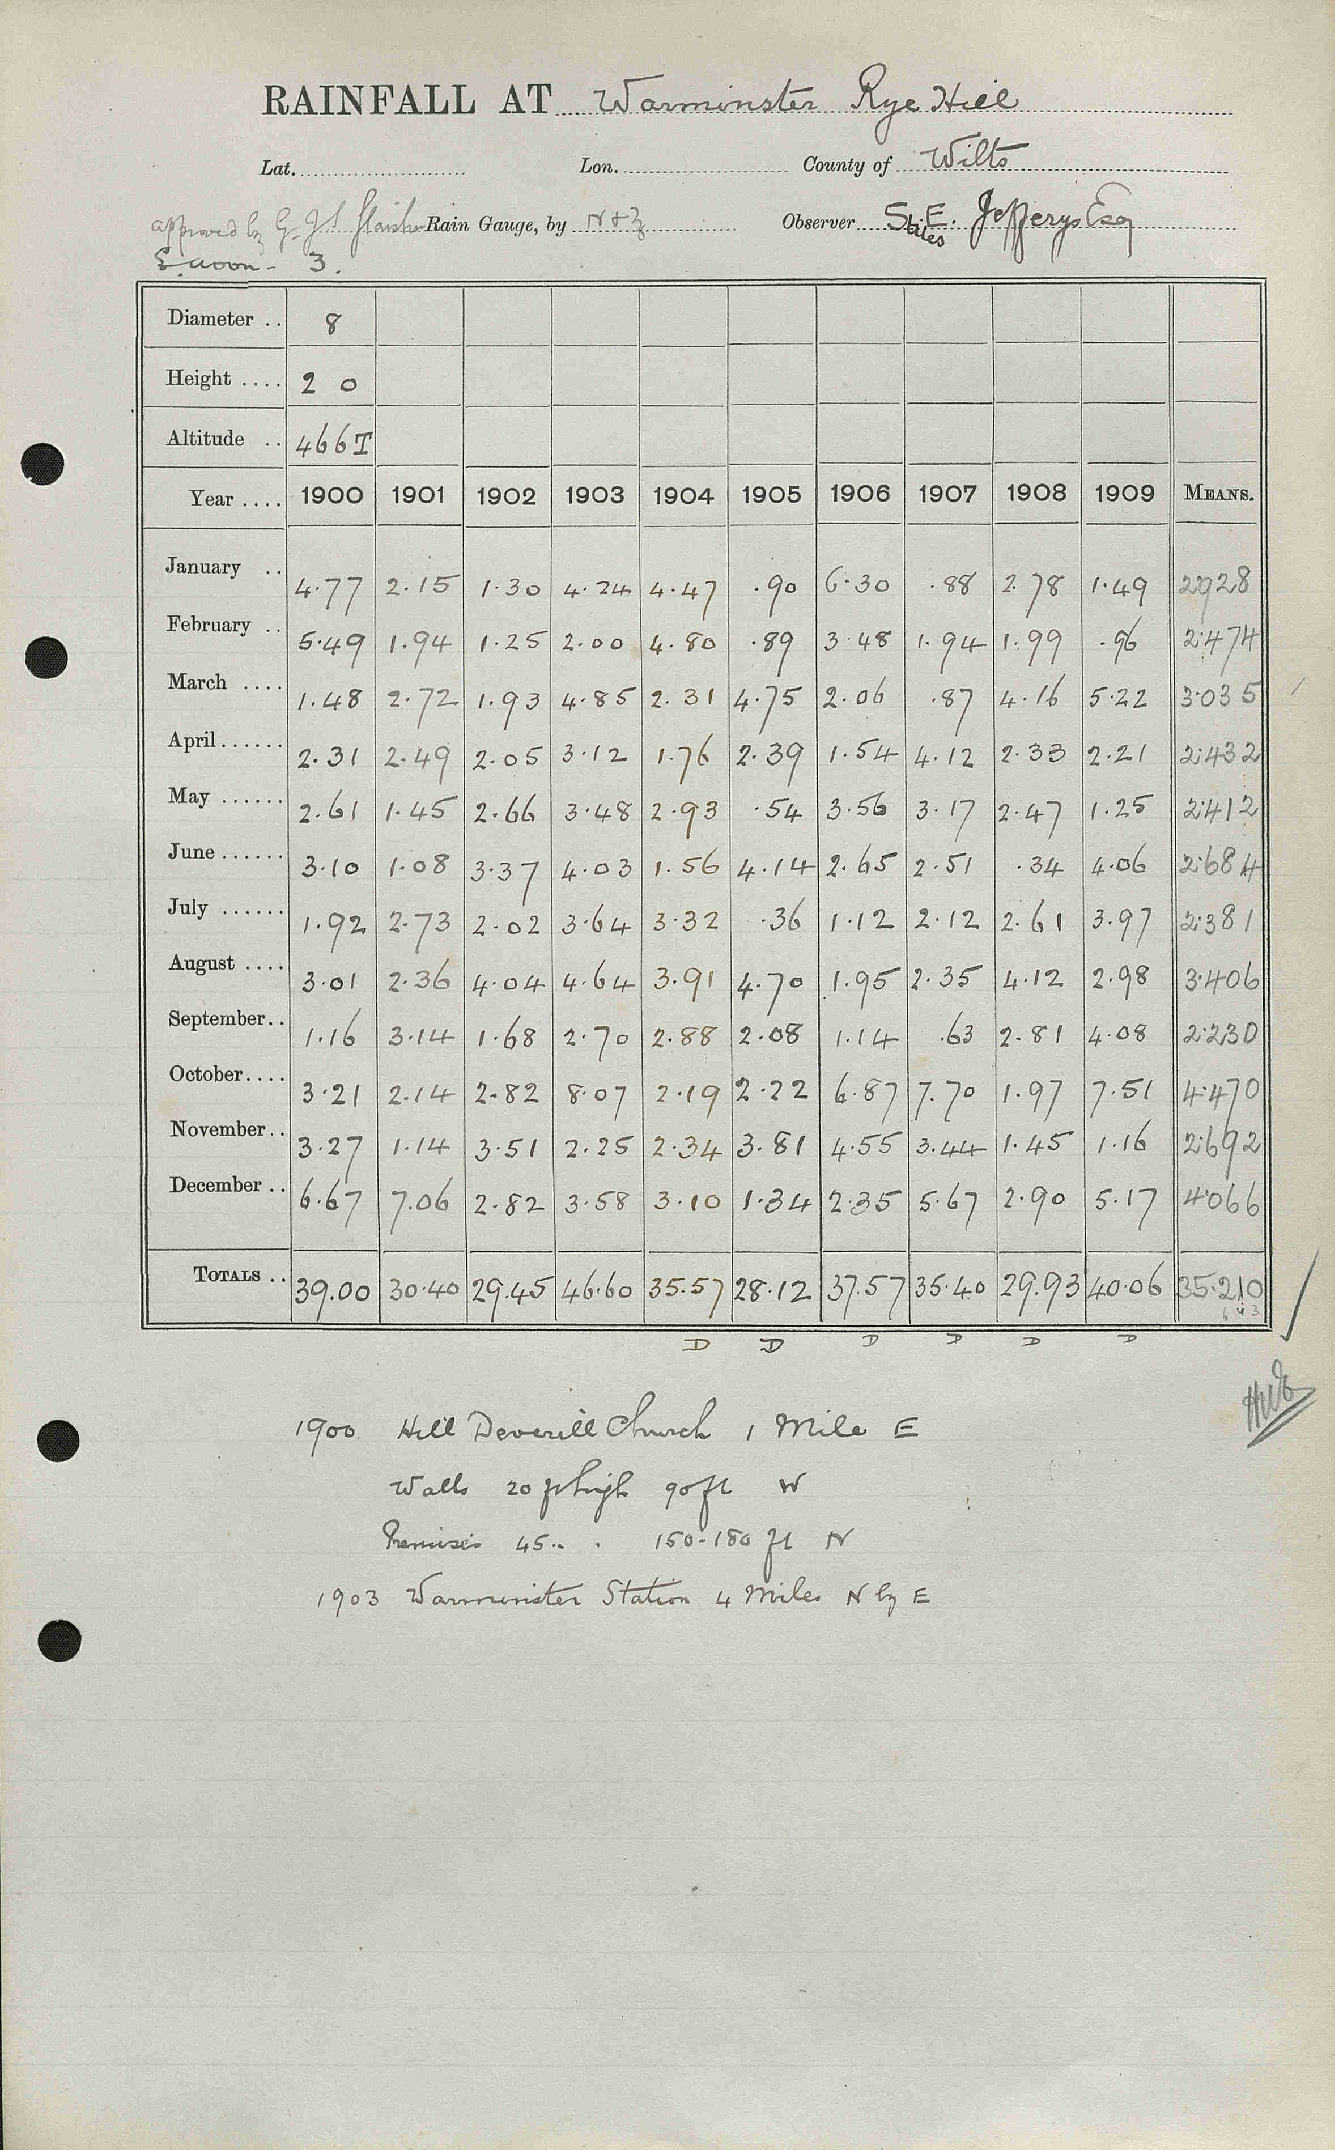 RAINFALL AT Warminster Rye Hill
Lat. Lon. County of Wilts
approved by G. J. S. Glaisher Rain Gauge, by N & Z Observer Stiles E. Jefferys Esq
3.
Diameter .. 8
Height .... 2 0
Altitude .. 466T
Year .... 1900 1901 1902 1903 1904 1905 1906 1907 1908 1909 MEANS.
January .. 4.77 2.15 1.30 4.24 4.47 .90 6.30 .88 2.78 1.49 2.928
February .. 5.49 1.94 1.25 2.00 4.80 .89 3.48 1.94 1.99 .96 2.474
March .... 1.48 2.72 1.93 4.85 2.31 4.75 2.06 .87 4.16 5.22 3.035
April...... 2.31 2.49 2.05 3.12 1.76 2.39 1.54 4.12 2.33 2.21 2.432
May ...... 2.61 1.45 2.66 3.48 2.93 .54 3.56 3.17 2.47 1.25 2.412
June ...... 3.10 1.08 3.37 4.03 1.56 4.14 2.65 2.51 .34 4.06 2.684
July ...... 1.92 2.73 2.02 3.64 3.32 .36 1.12 2.12 2.61 3.97 2.381
August .... 3.01 2.36 4.04 4.64 3.91 4.70 1.95 2.35 4.12 2.98 3.406
September.. 1.16 3.14 1.68 2.70 2.88 2.08 1.14 .63 2.81 4.08 2.230
October.... 3.21 2.14 2.82 8.07 2.19 2.22 6.87 7.70 1.97 7.51 4.470
November.. 3.27 1.14 3.51 2.25 2.34 3.81 4.55 3.44 1.45 1.16 2.692
December .. 6.67 7.06 2.82 3.58 3.10 1.34 2.35 5.67 2.90 5.17 4.066
TOTALS .. 39.00 30.40 29.45 46.60 35.57 28.12 37.57 35.40 29.93 40.06 35.210
D D D D D D
1900 Hill Deverill Church 1 Mile E
Walls 20 ft high 90 ft W
Premises 45 .. . 150-180 ft N
1903 Warminster Station 4 Miles N by E